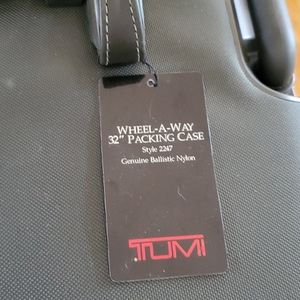 WHEEL-A-WAY
32" PACKING CASE
Style 2247
Genuine Ballistic Nylon
TUMI